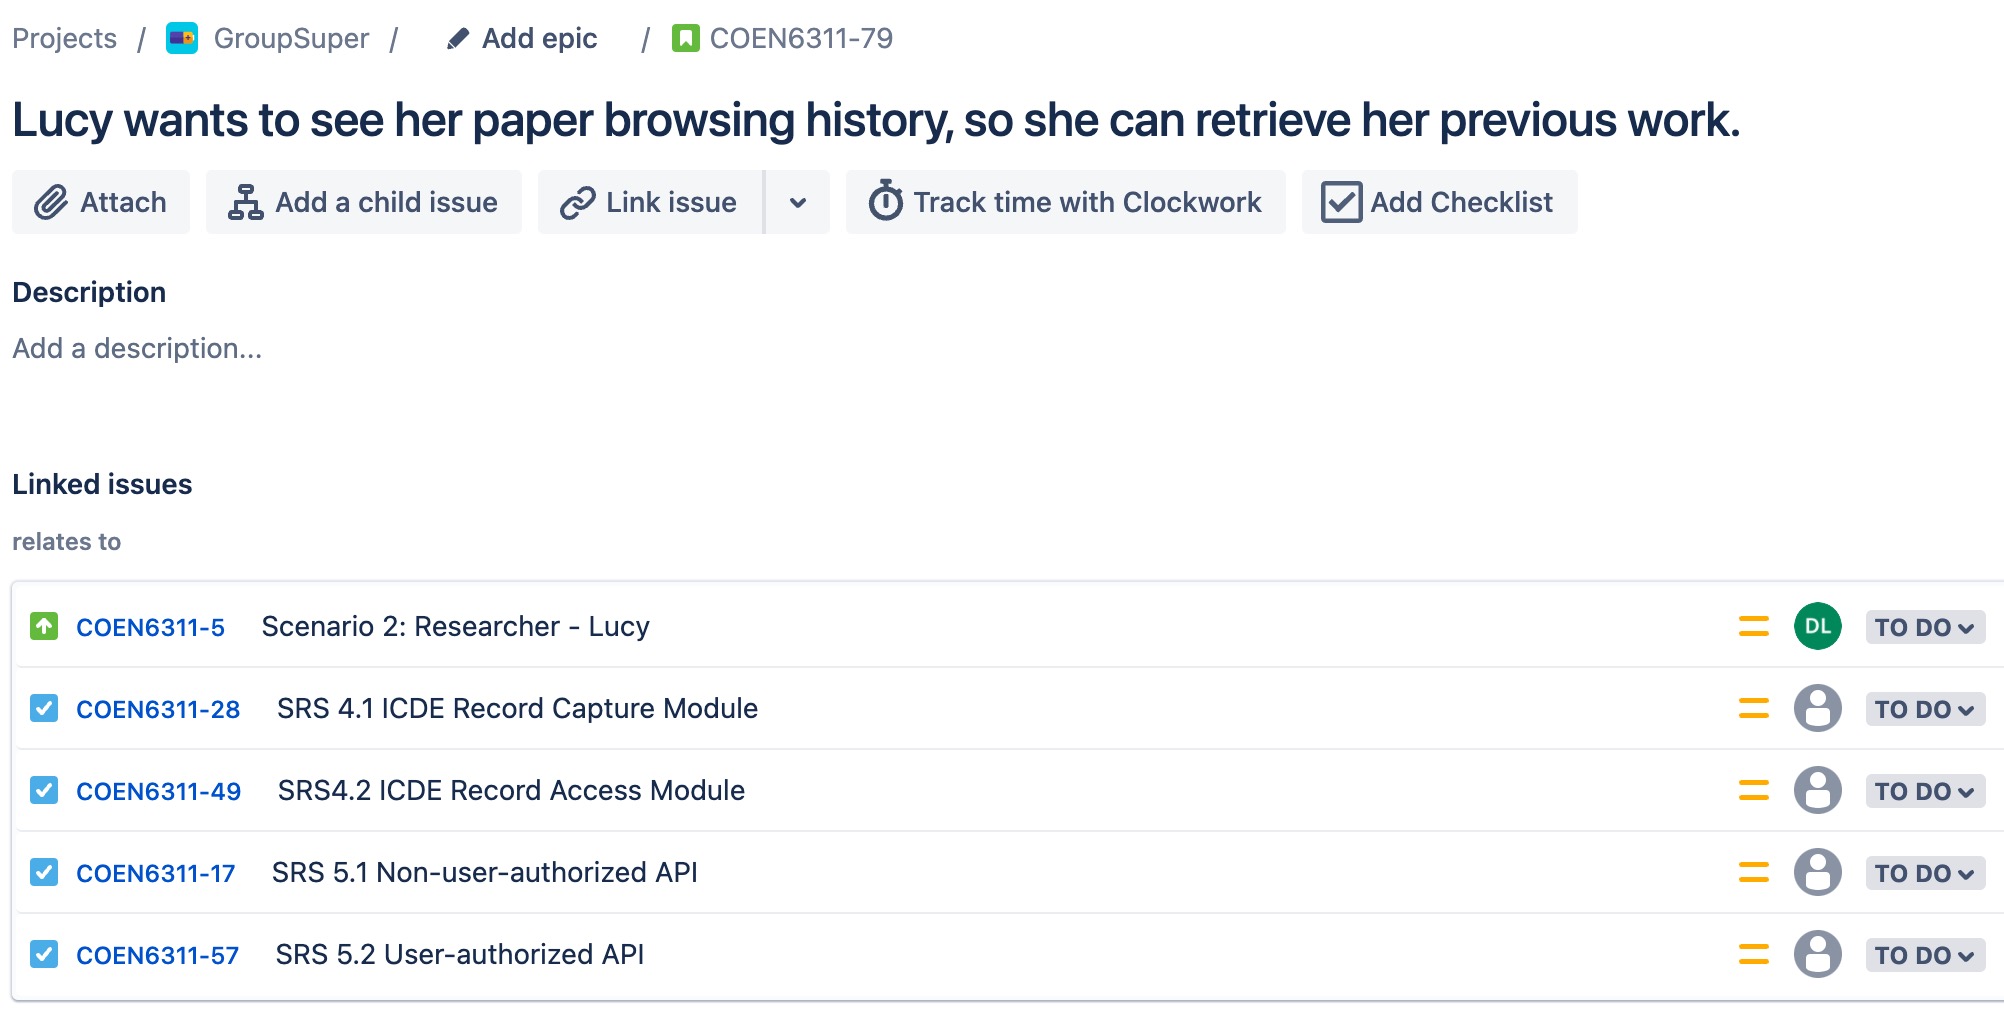 Projects / GroupSuper / Add epic / COEN6311-79
Lucy wants to see her paper browsing history, so she can retrieve her previous work.
Attach Add a child issue Link issue Track time with Clockwork Add Checklist
Description
Add a description...
Linked issues
relates to
COEN6311-5 Scenario 2: Researcher - Lucy DL TO DO
COEN6311-28 SRS 4.1 ICDE Record Capture Module TO DO
COEN6311-49 SRS4.2 ICDE Record Access Module TO DO
COEN6311-17 SRS 5.1 Non-user-authorized API TO DO
COEN6311-57 SRS 5.2 User-authorized API TO DO